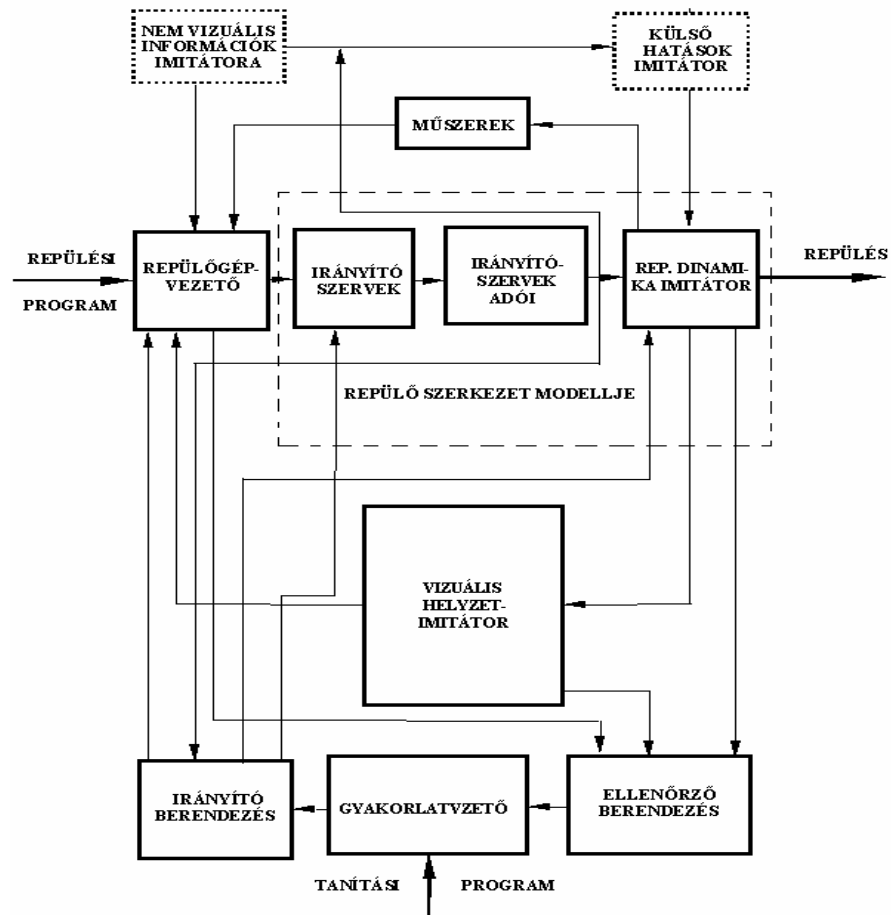 NEM VIZUÁLIS
INFORMÁCIÓK
IMITÁTORA
KÜLSŐ
HATÁSOK
IMITÁTOR
MŰSZEREK
REPÜLÉSI
PROGRAM
REPÜLŐGÉP-
VEZETŐ
IRÁNYÍTÓ
SZERVEK
IRÁNYÍTÓ-
SZERVEK
ADÓI
REP. DINAMI-
KA IMITÁTOR
REPÜLÉS
REPÜLŐ SZERKEZET MODELLJE
VIZUÁLIS
HELYZET-
IMITÁTOR
IRÁNYÍTÓ
BERENDEZÉS
GYAKORLATVZETŐ
ELLENŐRZŐ
BERENDEZÉS
TANÍTÁSI PROGRAM